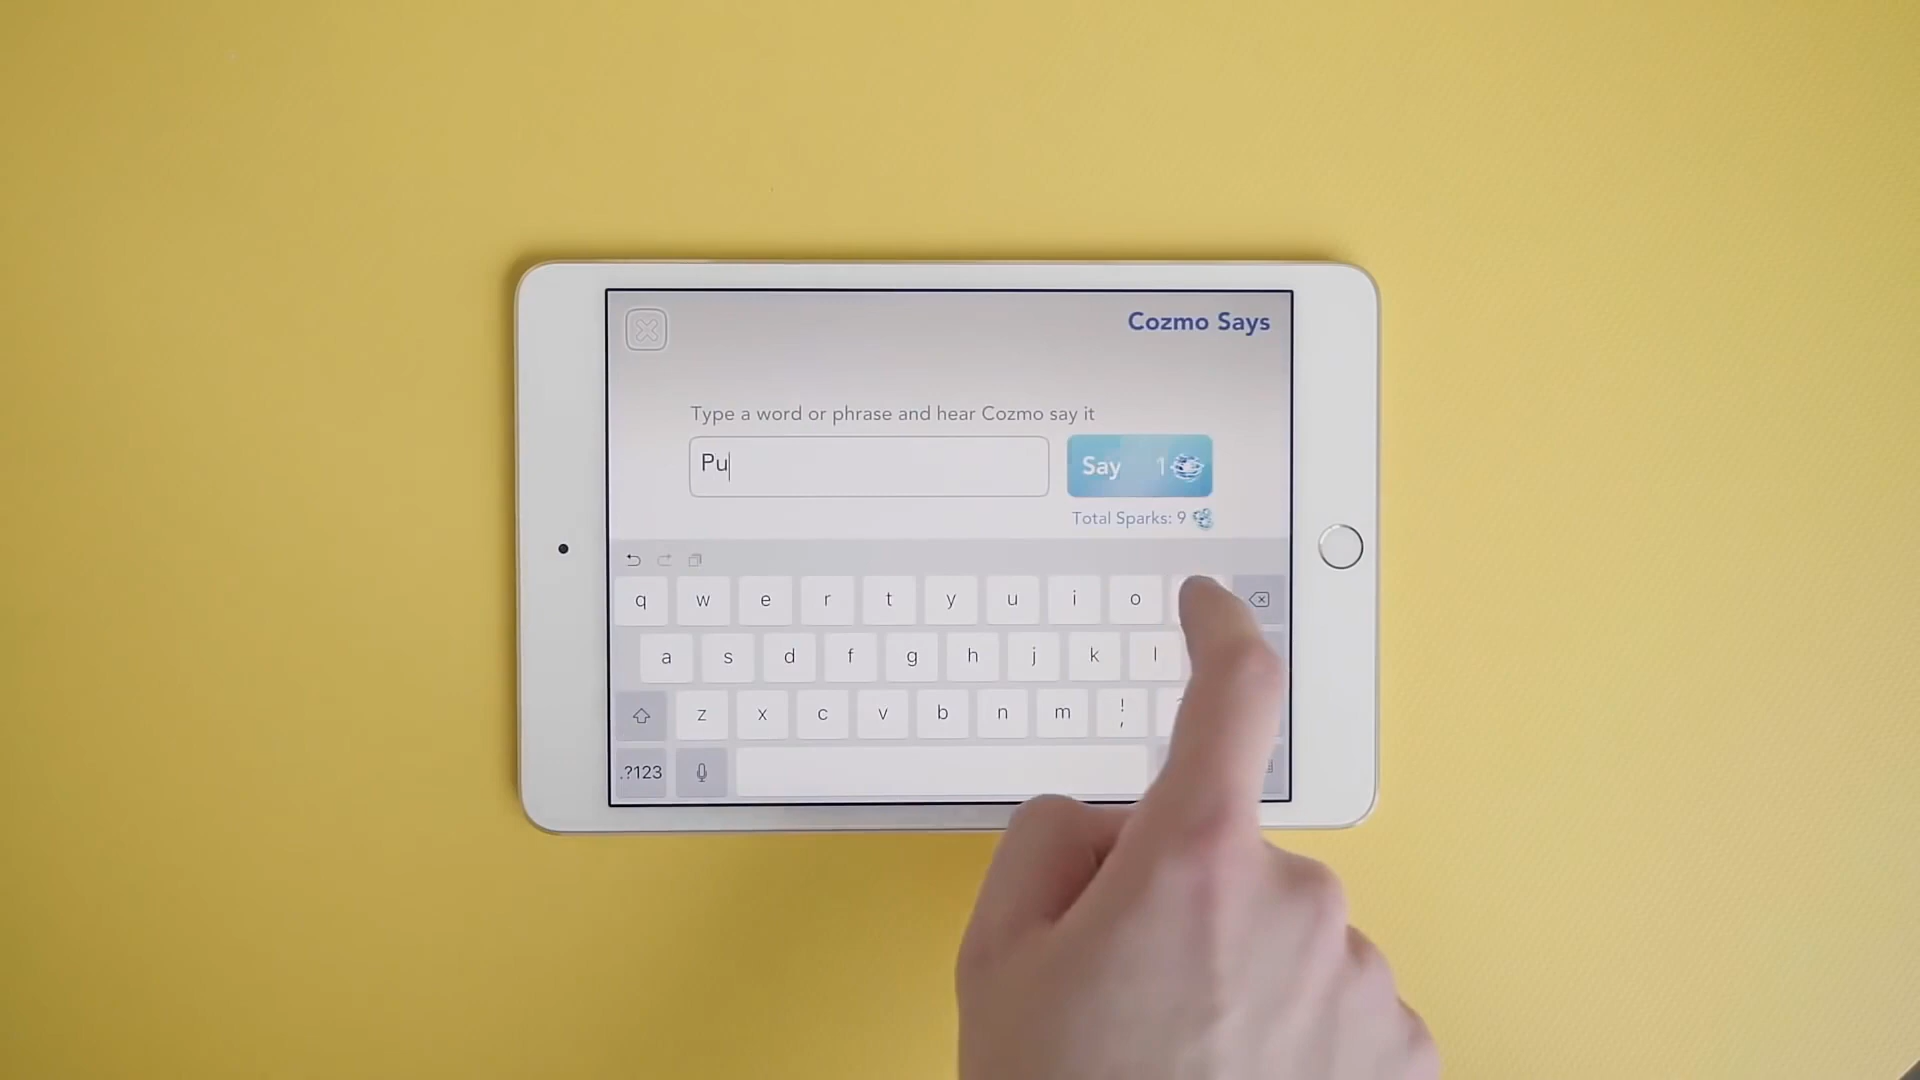 Cozmo Says
Type a word or phrase and hear Cozmo say it
Pu
Say 1
Total Sparks: 9
q w e r t y u i o
a s d f g h j k l
z x c v b n m ! ,
.?123